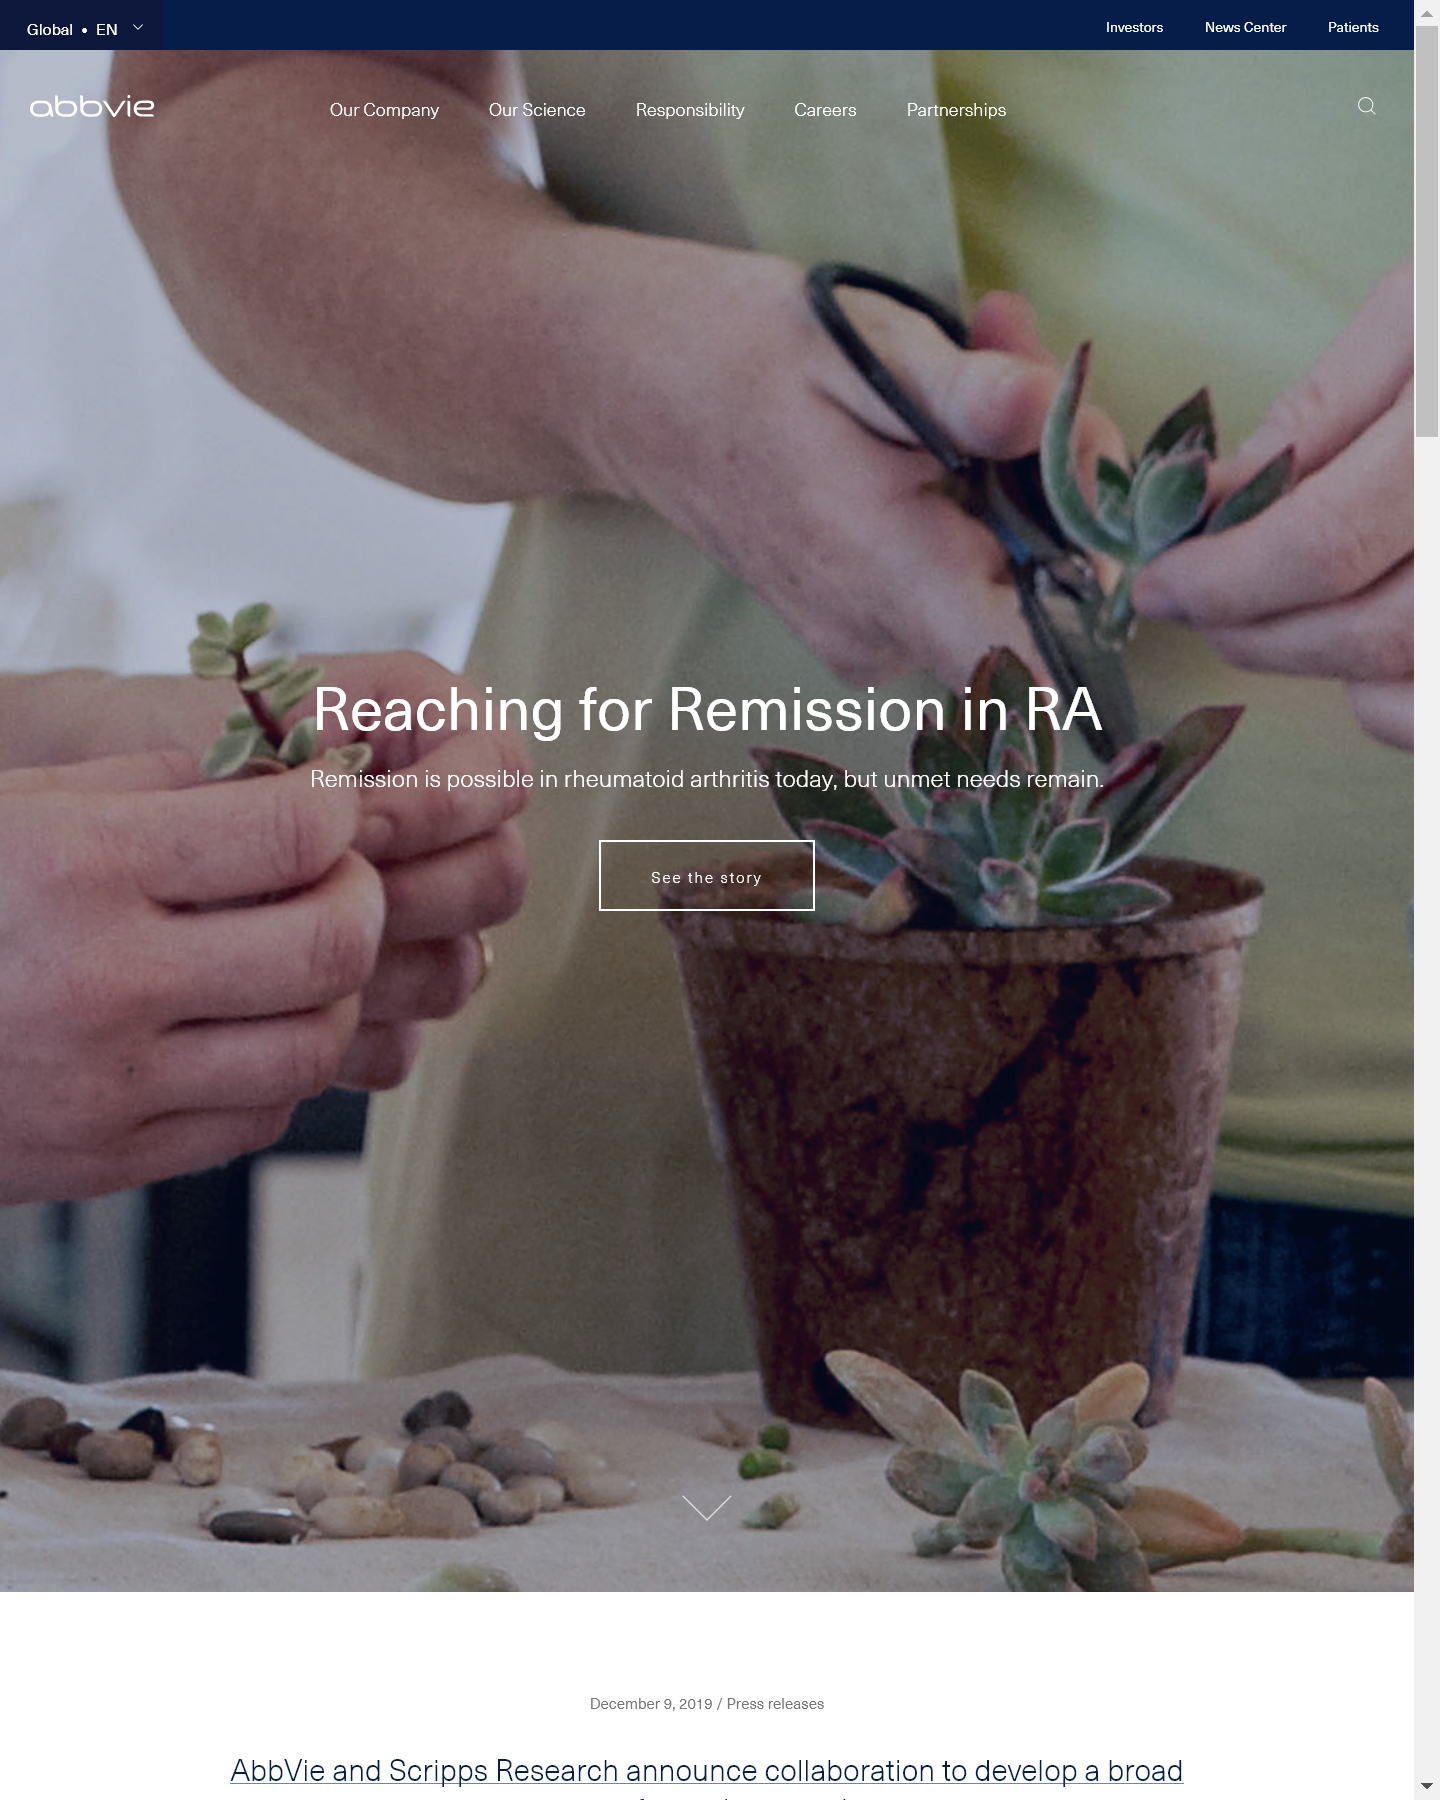 Global • EN
Investors News Center Patients
abbvie
Our Company Our Science Responsibility Careers Partnerships
Reaching for Remission in RA
Remission is possible in rheumatoid arthritis today, but unmet needs remain.
See the story
December 9, 2019 / Press releases
AbbVie and Scripps Research announce collaboration to develop a broad